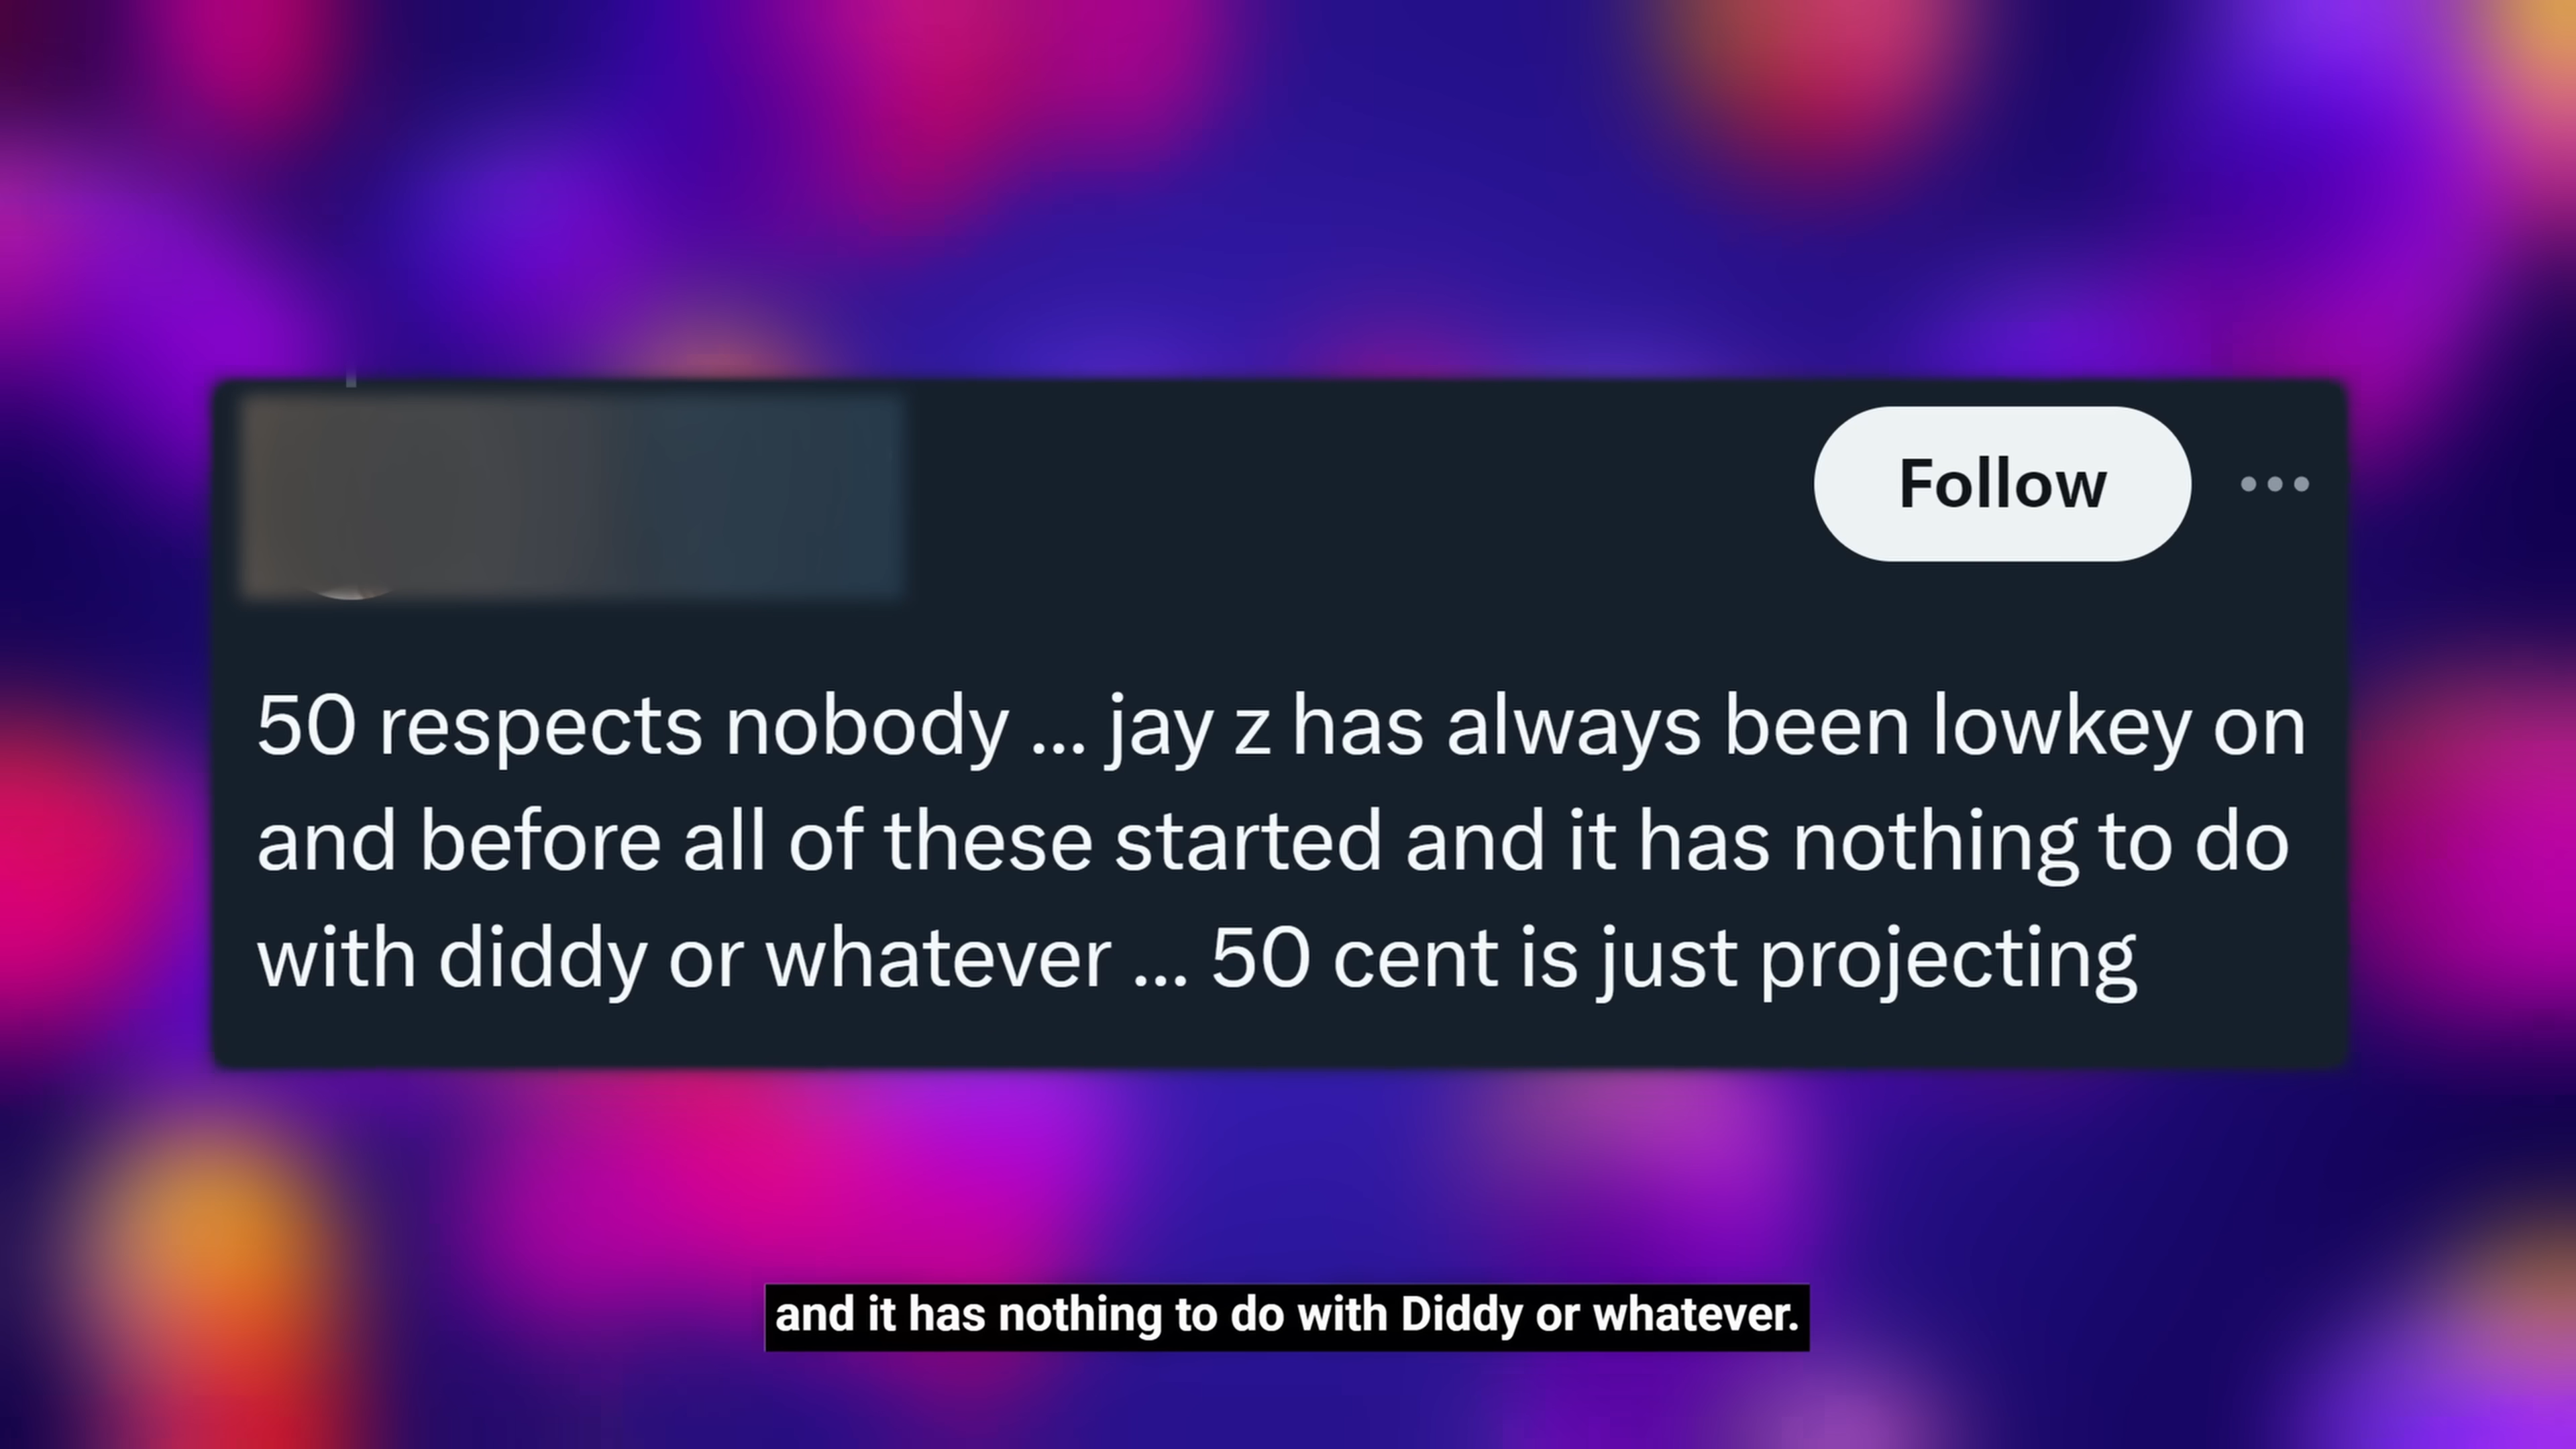 Follow
50 respects nobody ... jay z has always been lowkey on
and before all of these started and it has nothing to do
with diddy or whatever ... 50 cent is just projecting
and it has nothing to do with Diddy or whatever.